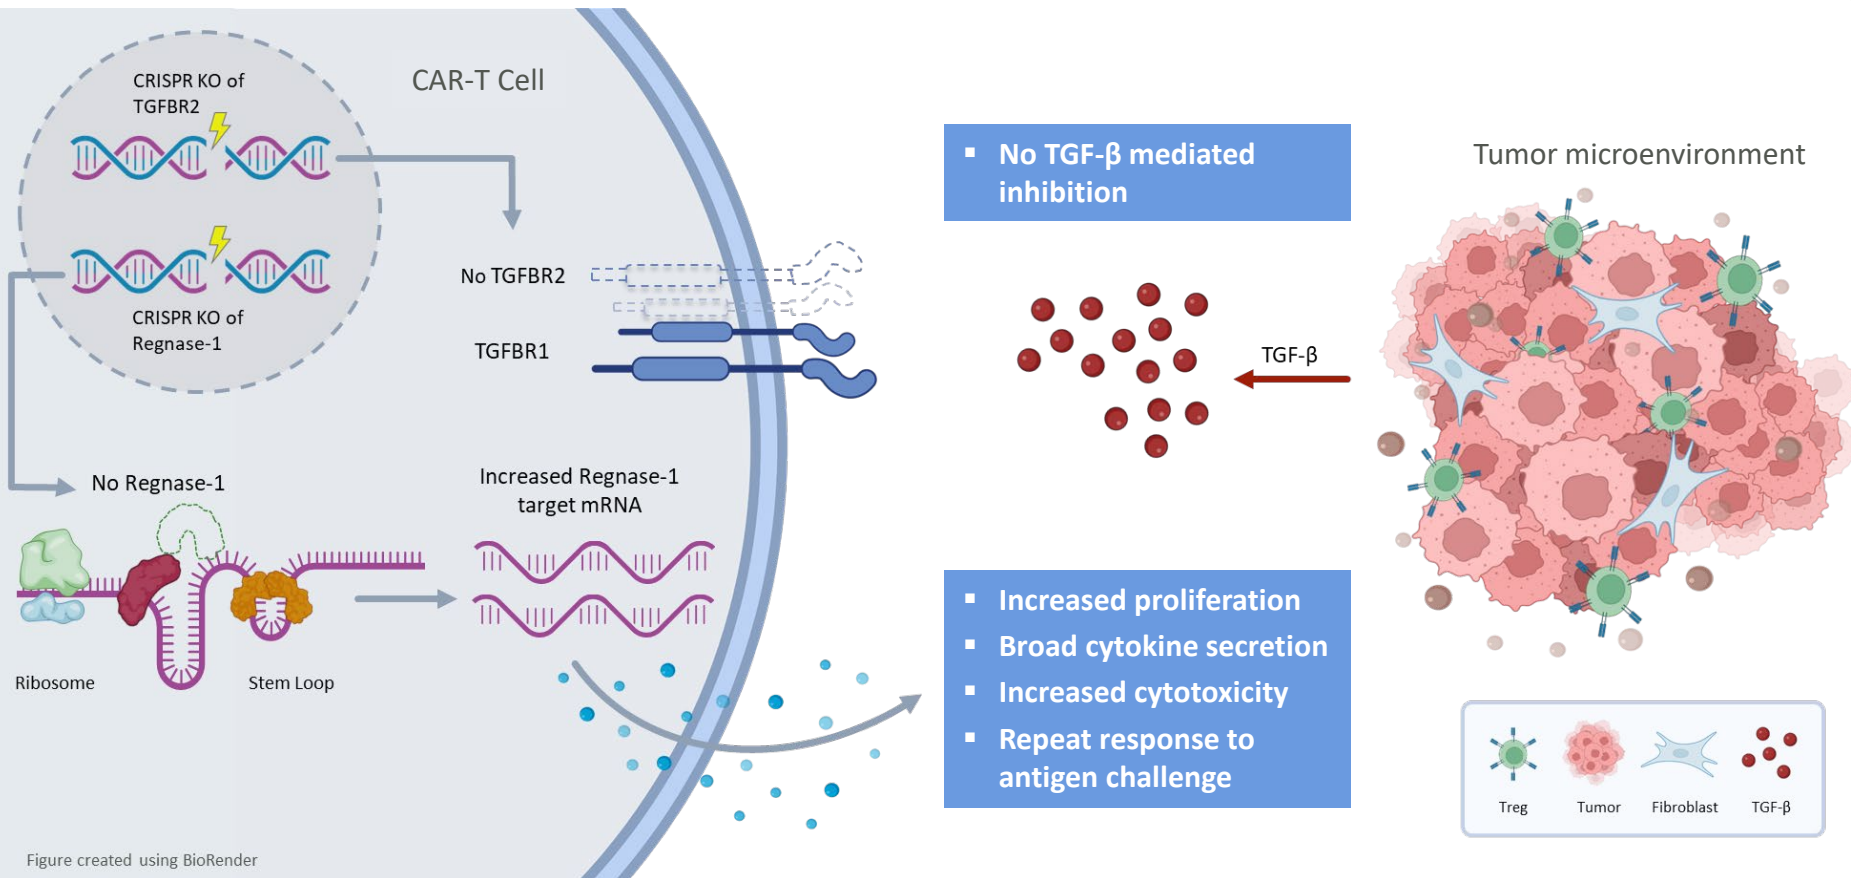 CRISPR KO of
TGFBR2
CAR-T Cell
CRISPR KO of
Regnase-1
No TGFBR2
TGFBR1
No Regnase-1
Increased Regnase-1
target mRNA
Ribosome
Stem Loop
Figure created using BioRender
▪ No TGF-β mediated
inhibition
TGF-β
▪ Increased proliferation
▪ Broad cytokine secretion
▪ Increased cytotoxicity
▪ Repeat response to
antigen challenge
Tumor microenvironment
Treg
Tumor
Fibroblast
TGF-β